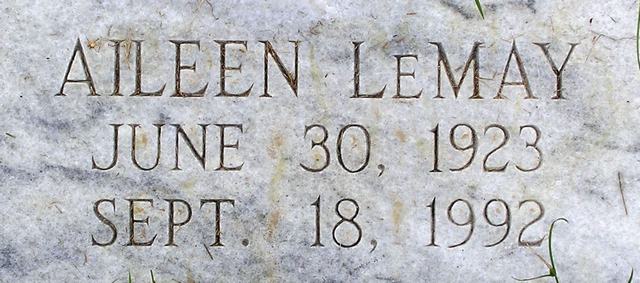 AILEEN LEMAY
JUNE 30, 1923
SEPT. 18, 1992